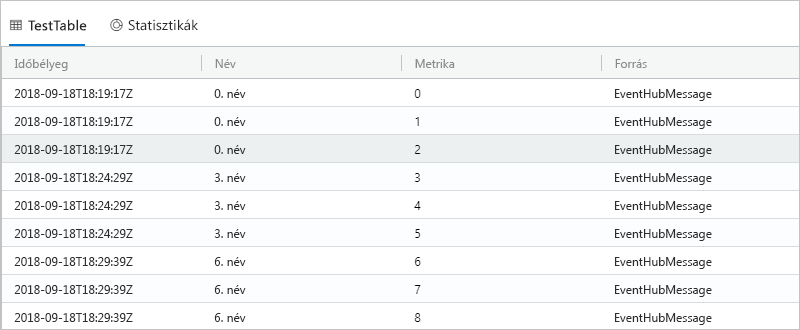 TestTable Statisztikák
Időbélyeg Név Metrika Forrás
2018-09-18T18:19:17Z 0. név 0 EventHubMessage
2018-09-18T18:19:17Z 0. név 1 EventHubMessage
2018-09-18T18:19:17Z 0. név 2 EventHubMessage
2018-09-18T18:24:29Z 3. név 3 EventHubMessage
2018-09-18T18:24:29Z 3. név 4 EventHubMessage
2018-09-18T18:24:29Z 3. név 5 EventHubMessage
2018-09-18T18:29:39Z 6. név 6 EventHubMessage
2018-09-18T18:29:39Z 6. név 7 EventHubMessage
2018-09-18T18:29:39Z 6. név 8 EventHubMessage